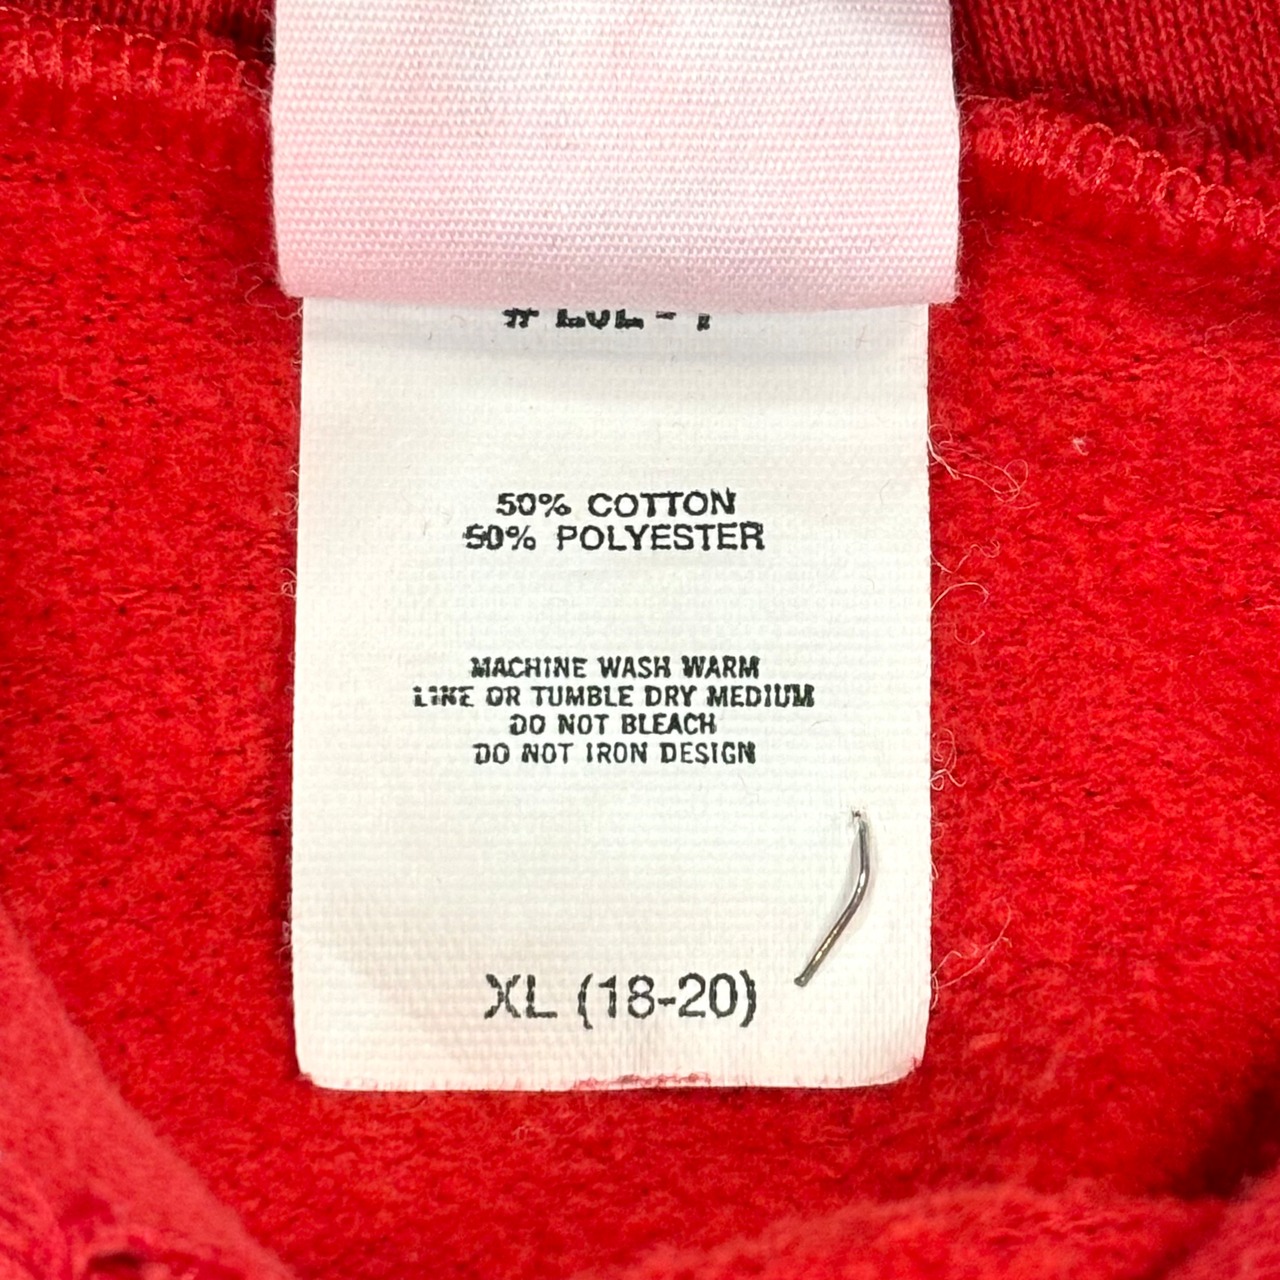 50% COTTON
50% POLYESTER
MACHINE WASH WARM
LINE OR TUMBLE DRY MEDIUM
DO NOT BLEACH
DO NOT IRON DESIGN
XL (18-20)